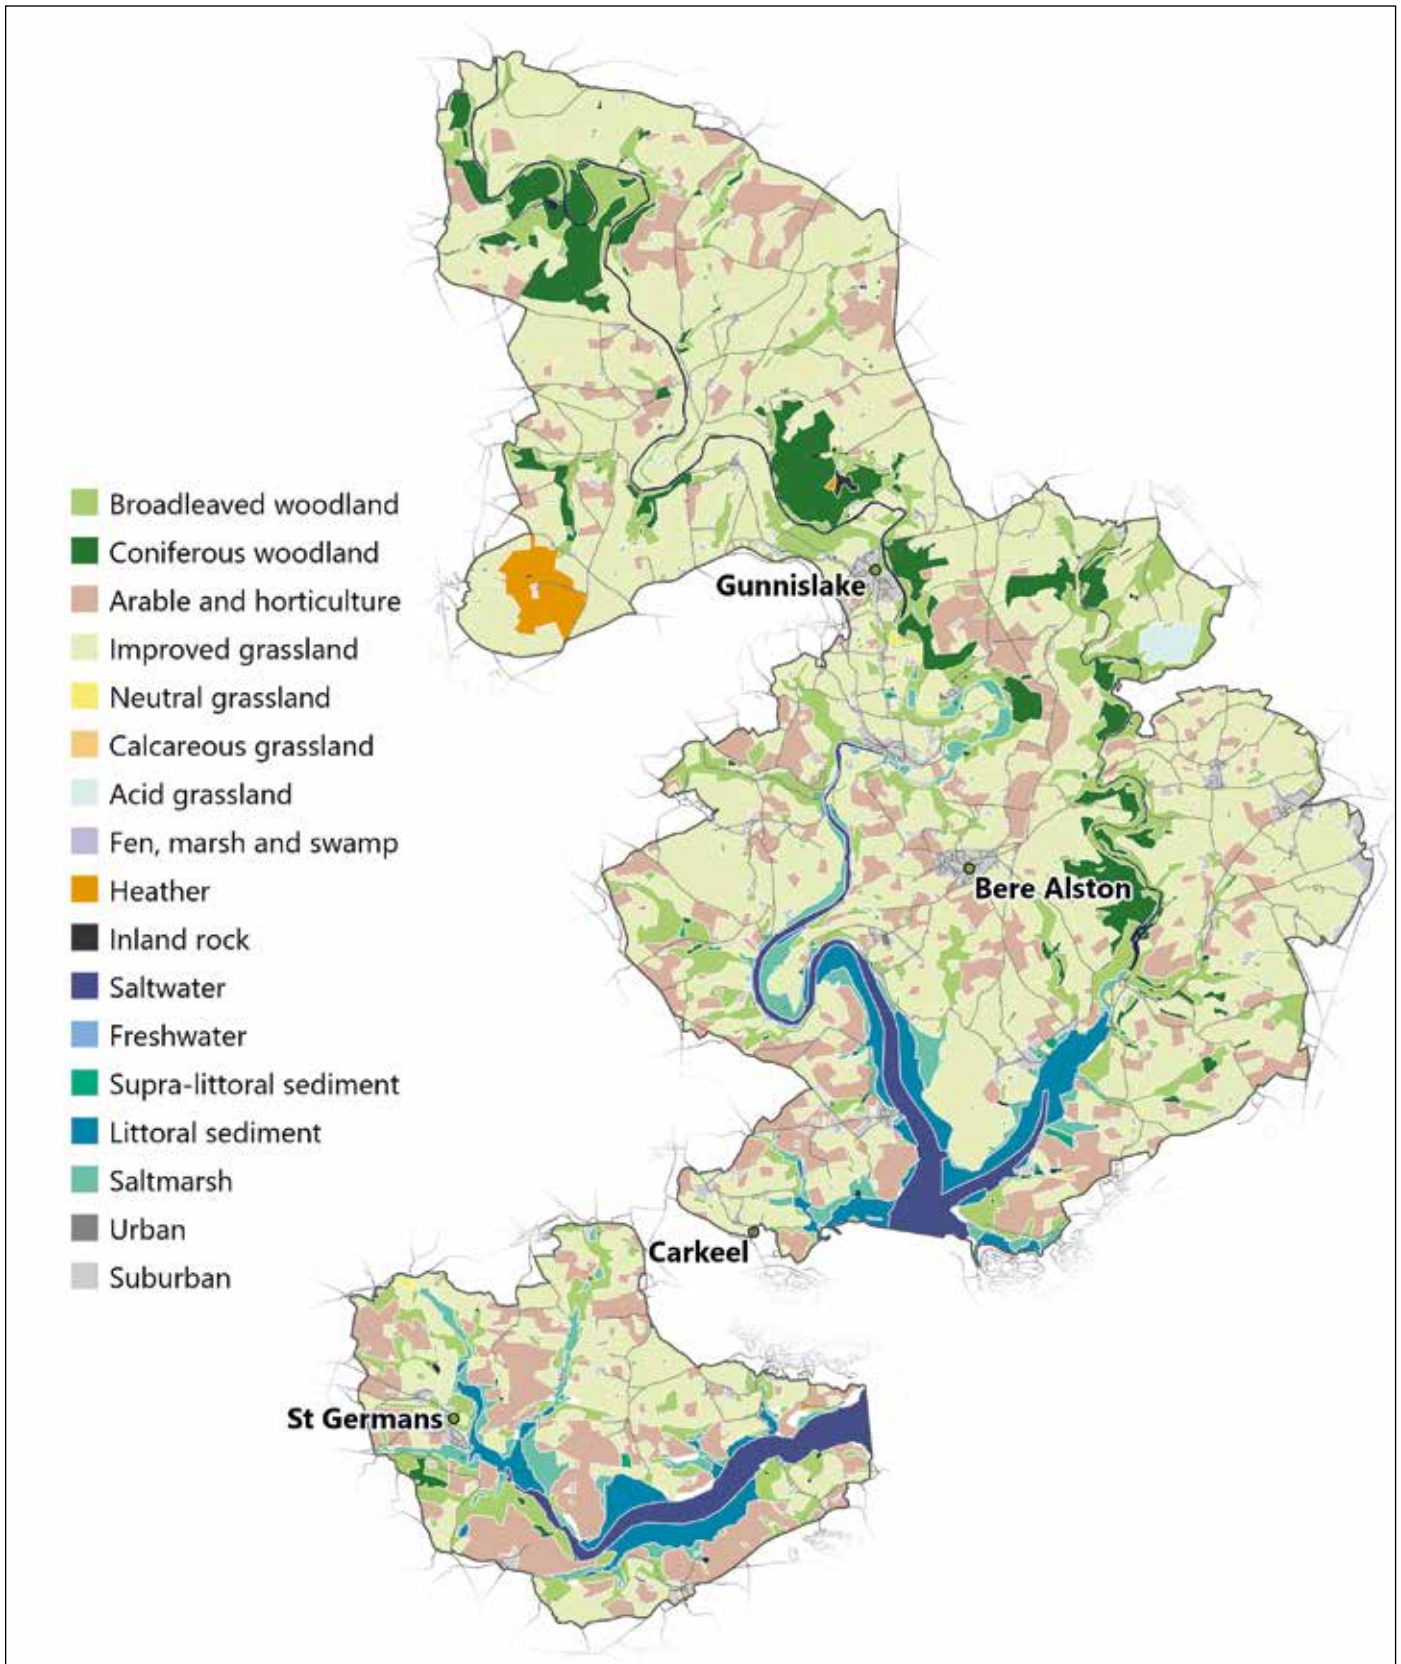 Broadleaved woodland
Coniferous woodland
Arable and horticulture
Improved grassland
Neutral grassland
Calcareous grassland
Acid grassland
Fen, marsh and swamp
Heather
Inland rock
Saltwater
Freshwater
Supra-littoral sediment
Littoral sediment
Saltmarsh
Urban
Suburban
Gunnislake
Bere Alston
Carkeel
St Germans